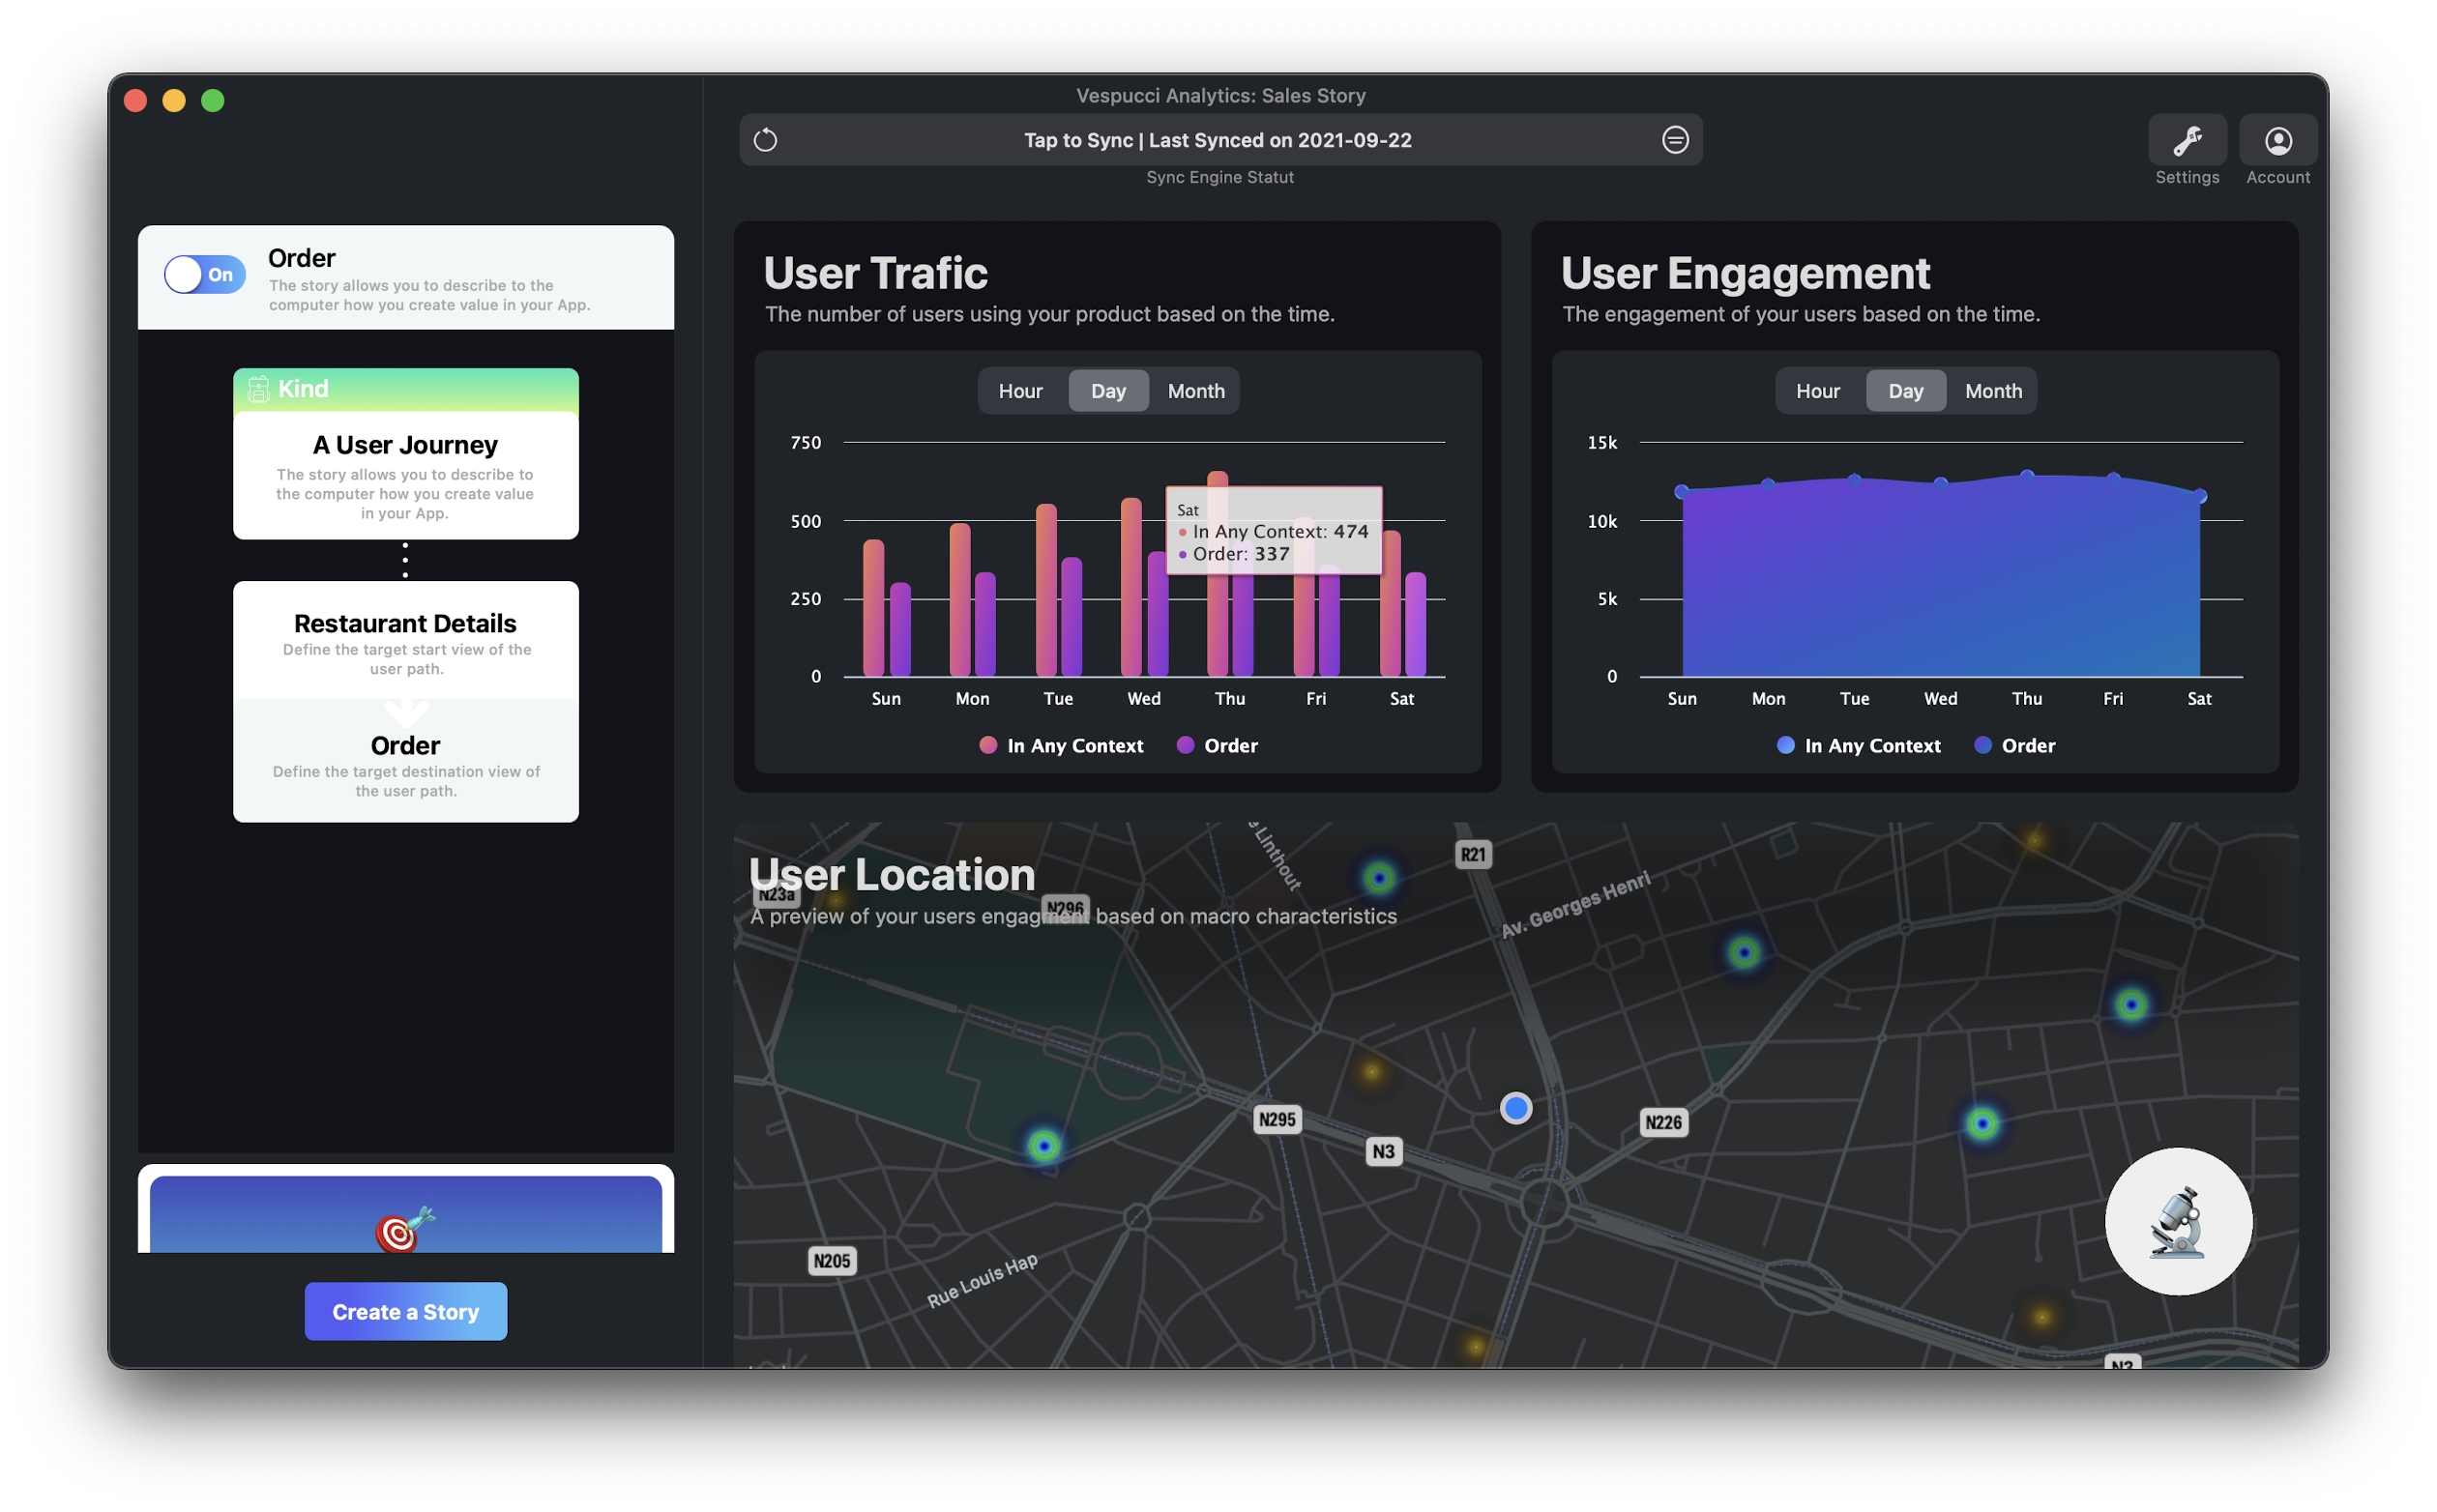 Vespucci Analytics: Sales Story
Tap to Sync | Last Synced on 2021-09-22
Sync Engine Statut
Settings
Account
On
Order
The story allows you to describe to the
computer how you create value in your App.
Kind
A User Journey
The story allows you to describe to
the computer how you create value
in your App.
Restaurant Details
Define the target start view of the
user path.
Order
Define the target destination view of
the user path.
Create a Story
User Trafic
The number of users using your product based on the time.
Hour Day Month
750
500
250
0
Sat
In Any Context: 474
Order: 337
Sun Mon Tue Wed Thu Fri Sat
In Any Context Order
User Engagement
The engagement of your users based on the time.
Hour Day Month
15k
10k
5k
0
Sun Mon Tue Wed Thu Fri Sat
In Any Context Order
User Location
A preview of your users engagment based on macro characteristics
N23a
N296
Linthout
R21
Av. Georges Henri
N295
N3
N226
N205
Rue Louis Hap
N3